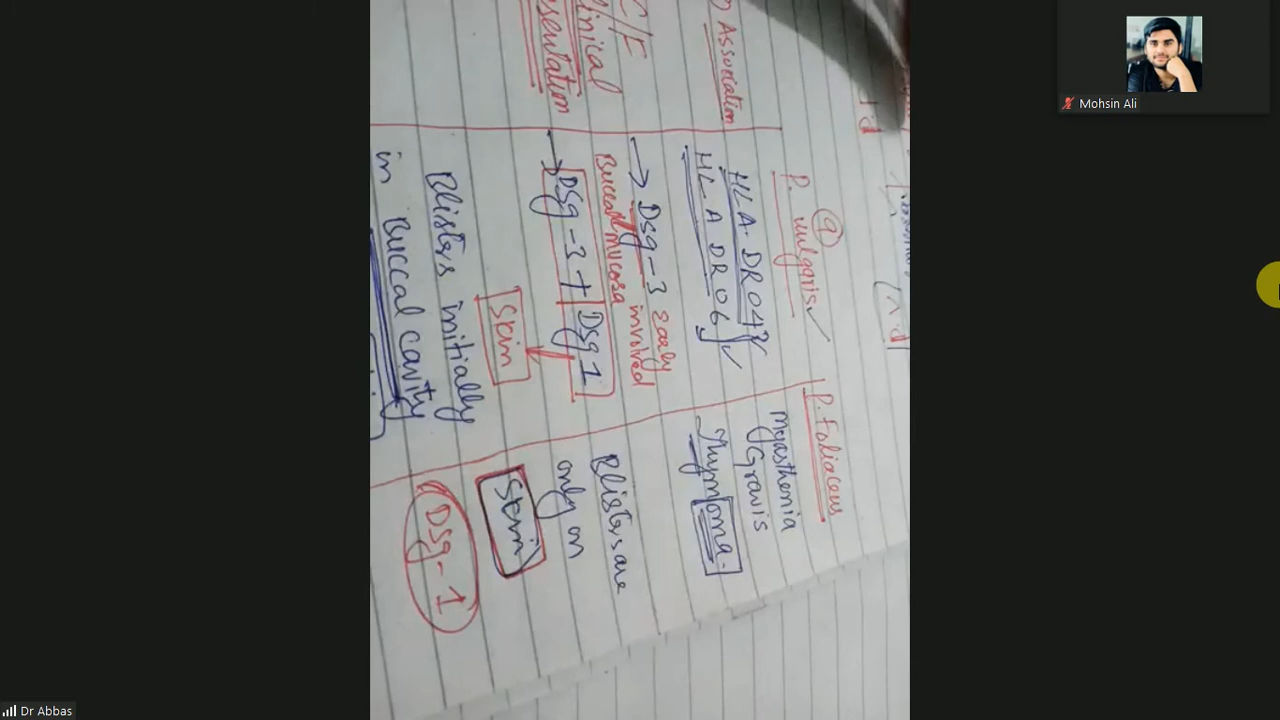 Association
C/F
Clinical
P. vulgaris ✓
HLA-DR04
HLA DR06 ✓
→ Dsg-3 early
Buccal mucosa involved
→ Dsg-3 + Dsg 1
Skin
Blisters initially
in Buccal cavity
P. Foliaceus
Myasthenia
Gravis
Thymoma.
Blisters are
only on
Skin
Dsg-1
Mohsin Ali
Dr Abbas